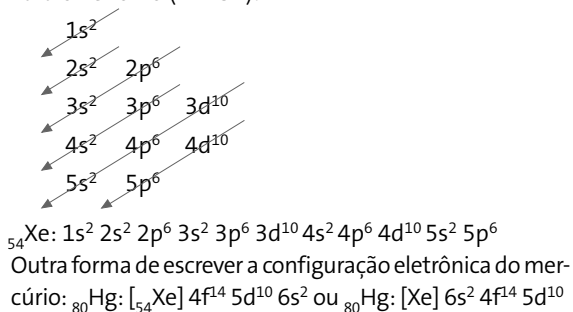 1s²
2s² 2p⁶
3s² 3p⁶ 3d¹⁰
4s² 4p⁶ 4d¹⁰
5s² 5p⁶
₅₄Xe: 1s² 2s² 2p⁶ 3s² 3p⁶ 3d¹⁰ 4s² 4p⁶ 4d¹⁰ 5s² 5p⁶
Outra forma de escrever a configuração eletrônica do mer-
cúrio: ₈₀Hg: [₅₄Xe] 4f¹⁴ 5d¹⁰ 6s² ou ₈₀Hg: [Xe] 6s² 4f¹⁴ 5d¹⁰